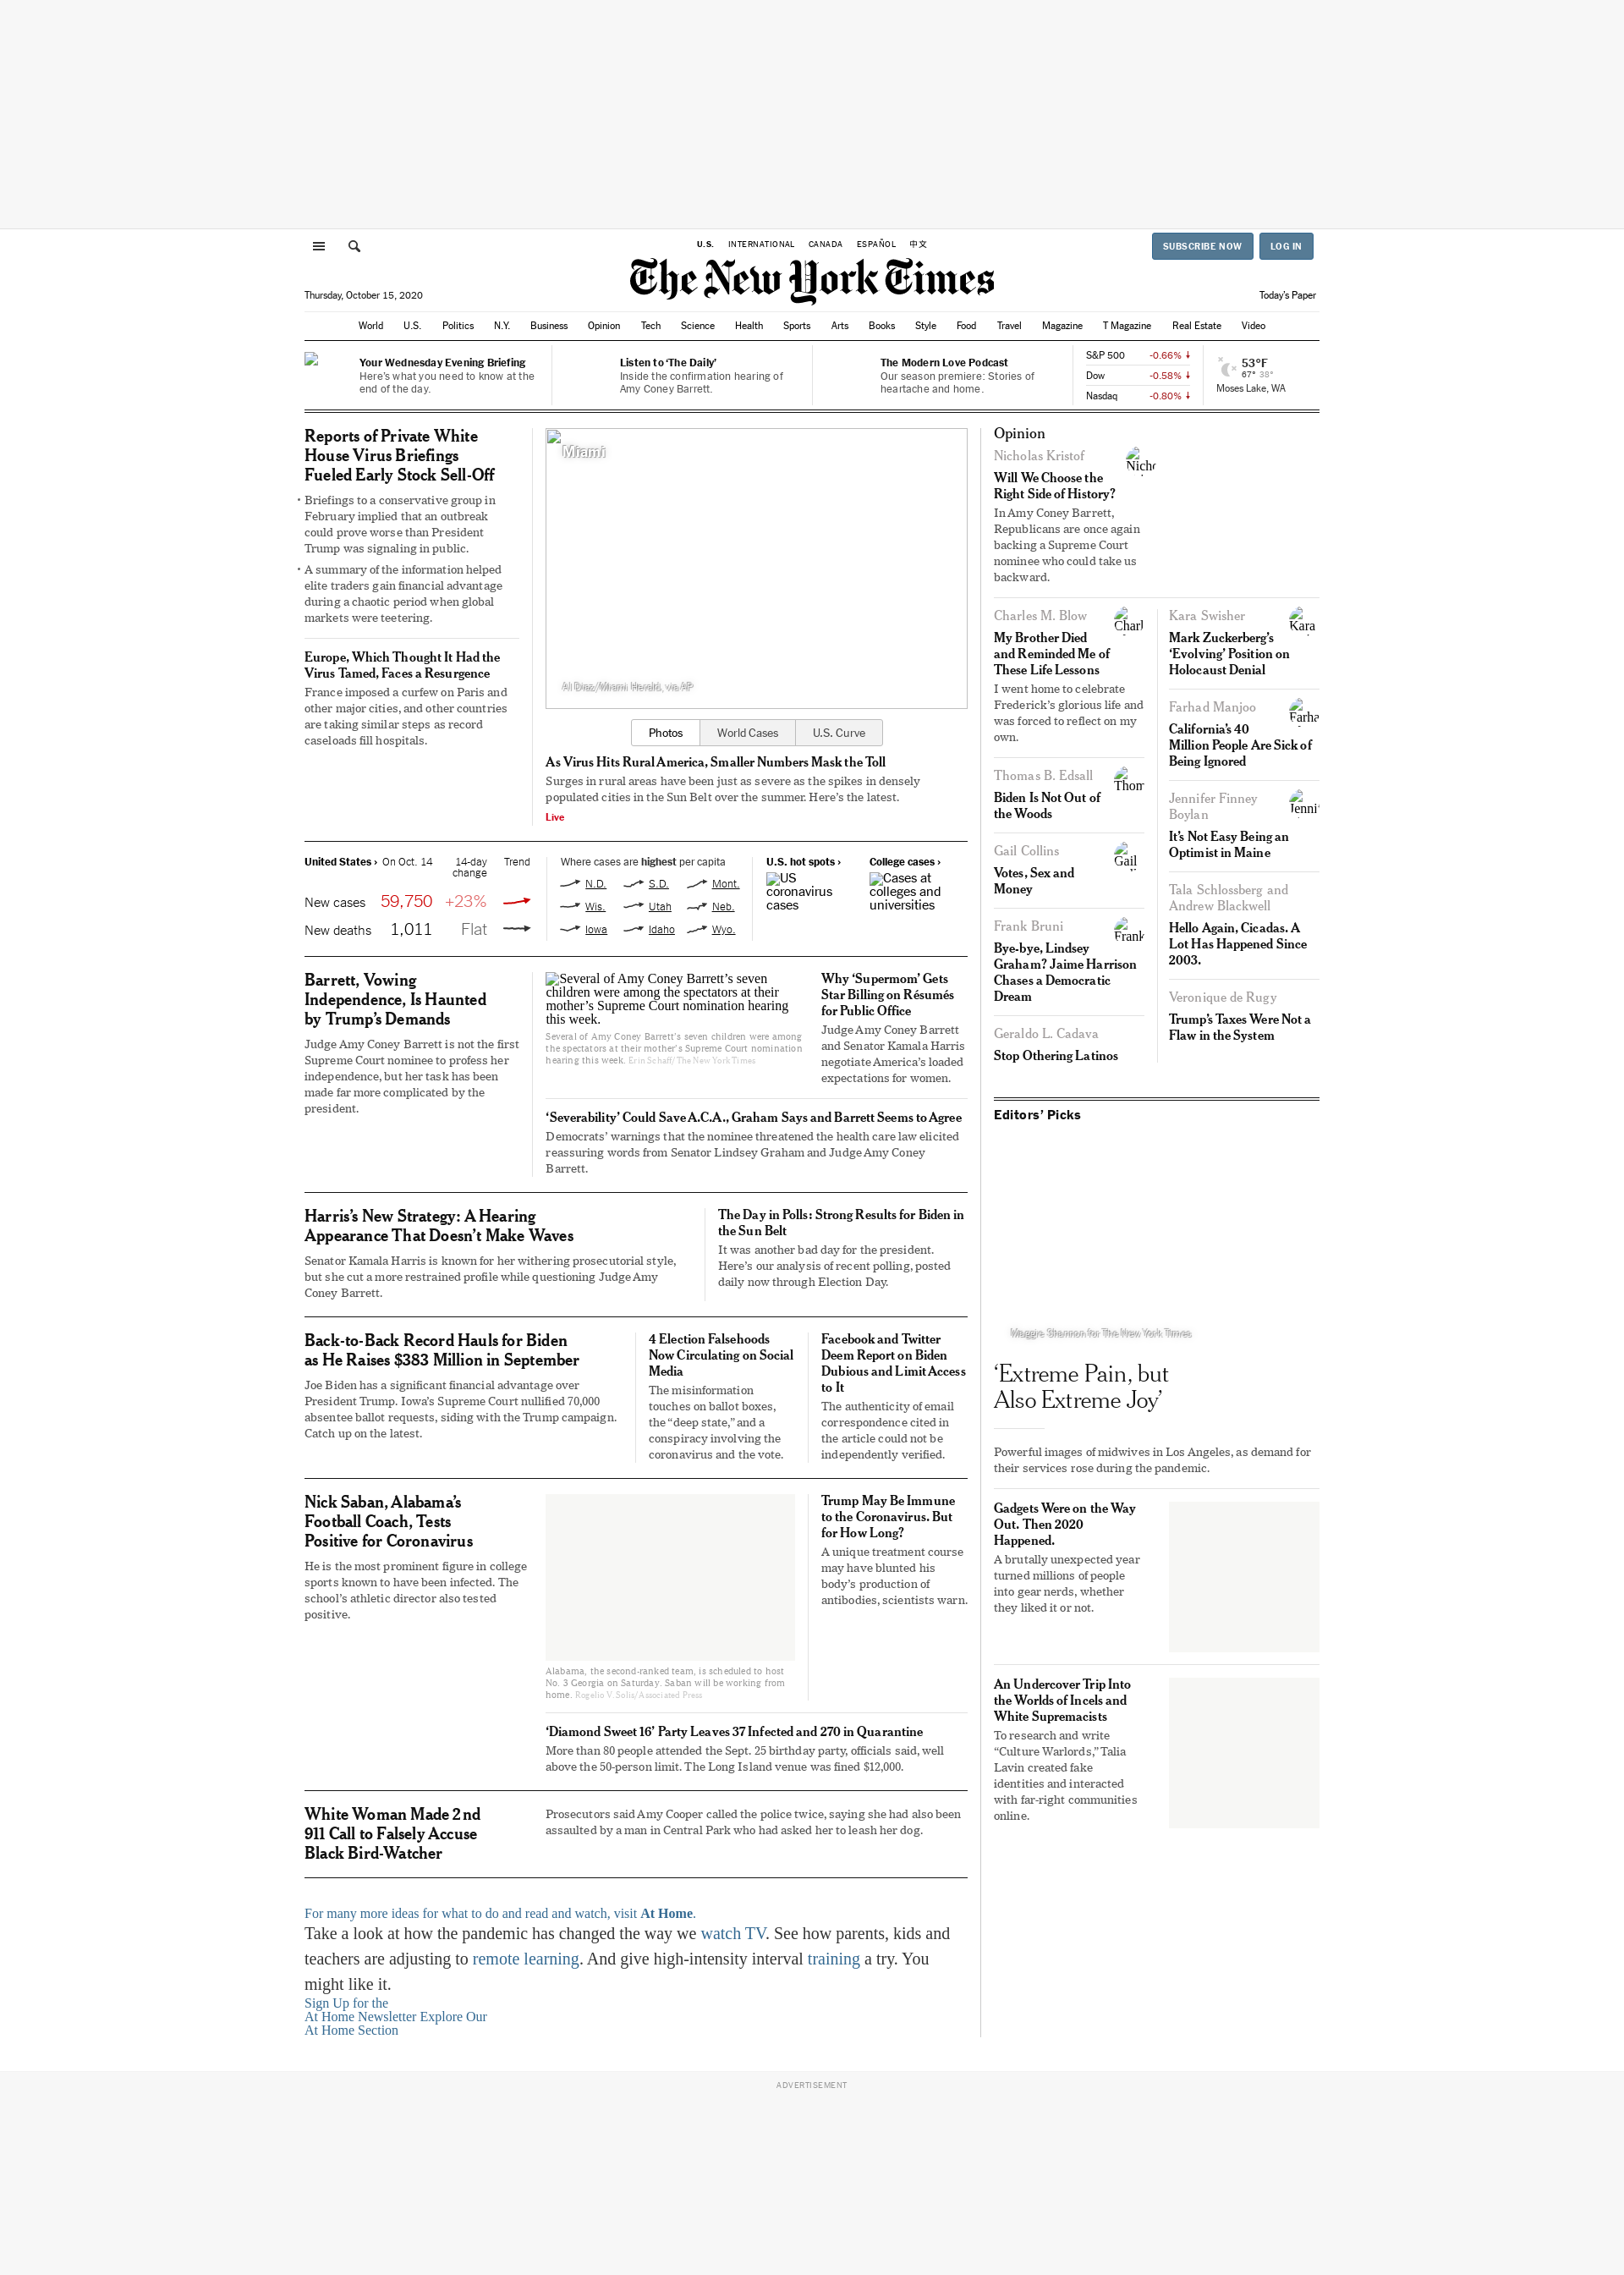 U.S. INTERNATIONAL CANADA ESPAÑOL 中文
SUBSCRIBE NOW
LOG IN
The New York Times
Thursday, October 15, 2020
Today's Paper
World U.S. Politics N.Y. Business Opinion Tech Science Health Sports Arts Books Style Food Travel Magazine T Magazine Real Estate Video
Your Wednesday Evening Briefing
Here's what you need to know at the
end of the day.
Listen to ‘The Daily’
Inside the confirmation hearing of
Amy Coney Barrett.
The Modern Love Podcast
Our season premiere: Stories of
heartache and home.
S&P 500 -0.66%
Dow -0.58%
Nasdaq -0.80%
53°F
67° 38°
Moses Lake, WA
Reports of Private White
House Virus Briefings
Fueled Early Stock Sell-Off
• Briefings to a conservative group in
February implied that an outbreak
could prove worse than President
Trump was signaling in public.
• A summary of the information helped
elite traders gain financial advantage
during a chaotic period when global
markets were teetering.
Europe, Which Thought It Had the
Virus Tamed, Faces a Resurgence
France imposed a curfew on Paris and
other major cities, and other countries
are taking similar steps as record
caseloads fill hospitals.
Miami
Al Diaz/Miami Herald, via AP
Photos World Cases U.S. Curve
As Virus Hits Rural America, Smaller Numbers Mask the Toll
Surges in rural areas have been just as severe as the spikes in densely
populated cities in the Sun Belt over the summer. Here’s the latest.
Live
United States › On Oct. 14 14-day
change Trend
New cases 59,750 +23%
New deaths 1,011 Flat
Where cases are highest per capita
N.D. S.D. Mont.
Wis. Utah Neb.
Iowa Idaho Wyo.
U.S. hot spots ›
US
coronavirus
cases
College cases ›
Cases at
colleges and
universities
Barrett, Vowing
Independence, Is Haunted
by Trump’s Demands
Judge Amy Coney Barrett is not the first
Supreme Court nominee to profess her
independence, but her task has been
made far more complicated by the
president.
Several of Amy Coney Barrett’s seven
children were among the spectators at their
mother’s Supreme Court nomination hearing
this week.
Several of Amy Coney Barrett’s seven children were among
the spectators at their mother’s Supreme Court nomination
hearing this week. Erin Schaff/The New York Times
Why ‘Supermom’ Gets
Star Billing on Résumés
for Public Office
Judge Amy Coney Barrett
and Senator Kamala Harris
negotiate America’s loaded
expectations for women.
‘Severability’ Could Save A.C.A., Graham Says and Barrett Seems to Agree
Democrats’ warnings that the nominee threatened the health care law elicited
reassuring words from Senator Lindsey Graham and Judge Amy Coney
Barrett.
Harris’s New Strategy: A Hearing
Appearance That Doesn’t Make Waves
Senator Kamala Harris is known for her withering prosecutorial style,
but she cut a more restrained profile while questioning Judge Amy
Coney Barrett.
The Day in Polls: Strong Results for Biden in
the Sun Belt
It was another bad day for the president.
Here’s our analysis of recent polling, posted
daily now through Election Day.
Back-to-Back Record Hauls for Biden
as He Raises $383 Million in September
Joe Biden has a significant financial advantage over
President Trump. Iowa’s Supreme Court nullified 70,000
absentee ballot requests, siding with the Trump campaign.
Catch up on the latest.
4 Election Falsehoods
Now Circulating on Social
Media
The misinformation
touches on ballot boxes,
the “deep state,” and a
conspiracy involving the
coronavirus and the vote.
Facebook and Twitter
Deem Report on Biden
Dubious and Limit Access
to It
The authenticity of email
correspondence cited in
the article could not be
independently verified.
Nick Saban, Alabama’s
Football Coach, Tests
Positive for Coronavirus
He is the most prominent figure in college
sports known to have been infected. The
school’s athletic director also tested
positive.
Alabama, the second-ranked team, is scheduled to host
No. 3 Georgia on Saturday. Saban will be working from
home. Rogelio V. Solis/Associated Press
Trump May Be Immune
to the Coronavirus. But
for How Long?
A unique treatment course
may have blunted his
body’s production of
antibodies, scientists warn.
‘Diamond Sweet 16’ Party Leaves 37 Infected and 270 in Quarantine
More than 80 people attended the Sept. 25 birthday party, officials said, well
above the 50-person limit. The Long Island venue was fined $12,000.
White Woman Made 2nd
911 Call to Falsely Accuse
Black Bird-Watcher
Prosecutors said Amy Cooper called the police twice, saying she had also been
assaulted by a man in Central Park who had asked her to leash her dog.
For many more ideas for what to do and read and watch, visit At Home.
Take a look at how the pandemic has changed the way we watch TV. See how parents, kids and
teachers are adjusting to remote learning. And give high-intensity interval training a try. You
might like it.
Sign Up for the
At Home Newsletter Explore Our
At Home Section
Opinion
Nicholas Kristof
Will We Choose the
Right Side of History?
In Amy Coney Barrett,
Republicans are once again
backing a Supreme Court
nominee who could take us
backward.
Charles M. Blow
My Brother Died
and Reminded Me of
These Life Lessons
I went home to celebrate
Frederick’s glorious life and
was forced to reflect on my
own.
Thomas B. Edsall
Thom
Biden Is Not Out of
the Woods
Gail Collins
Gail
Votes, Sex and
Money
Frank Bruni
Frank
Bye-bye, Lindsey
Graham? Jaime Harrison
Chases a Democratic
Dream
Geraldo L. Cadava
Stop Othering Latinos
Kara Swisher
Kara
Mark Zuckerberg’s
‘Evolving’ Position on
Holocaust Denial
Farhad Manjoo
California’s 40
Million People Are Sick of
Being Ignored
Jennifer Finney
Boylan
It’s Not Easy Being an
Optimist in Maine
Tala Schlossberg and
Andrew Blackwell
Hello Again, Cicadas. A
Lot Has Happened Since
2003.
Veronique de Rugy
Trump’s Taxes Were Not a
Flaw in the System
Editors’ Picks
Maggie Shannon for The New York Times
‘Extreme Pain, but
Also Extreme Joy’
Powerful images of midwives in Los Angeles, as demand for
their services rose during the pandemic.
Gadgets Were on the Way
Out. Then 2020
Happened.
A brutally unexpected year
turned millions of people
into gear nerds, whether
they liked it or not.
An Undercover Trip Into
the Worlds of Incels and
White Supremacists
To research and write
“Culture Warlords,” Talia
Lavin created fake
identities and interacted
with far-right communities
online.
ADVERTISEMENT